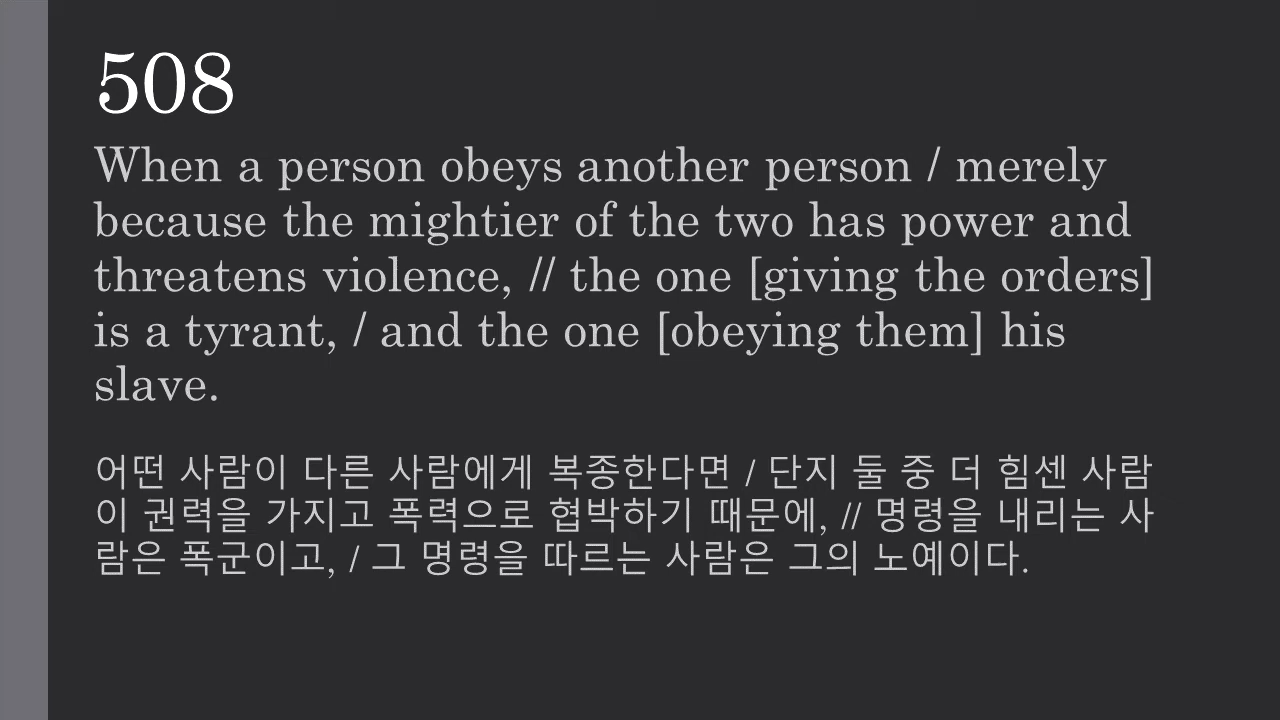 508
When a person obeys another person / merely
because the mightier of the two has power and
threatens violence, // the one [giving the orders]
is a tyrant, / and the one [obeying them] his
slave.
어떤 사람이 다른 사람에게 복종한다면 / 단지 둘 중 더 힘센 사람
이 권력을 가지고 폭력으로 협박하기 때문에, // 명령을 내리는 사
람은 폭군이고, / 그 명령을 따르는 사람은 그의 노예이다.